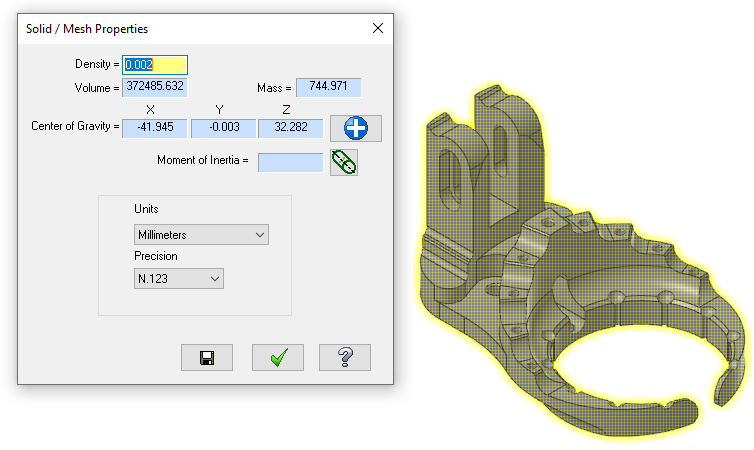 Solid / Mesh Properties
Density = 0.002
Volume = 372485.632 Mass = 744.971
X Y Z
Center of Gravity = -41.945 -0.003 32.282
Moment of Inertia =
Units
Millimeters
Precision
N.123